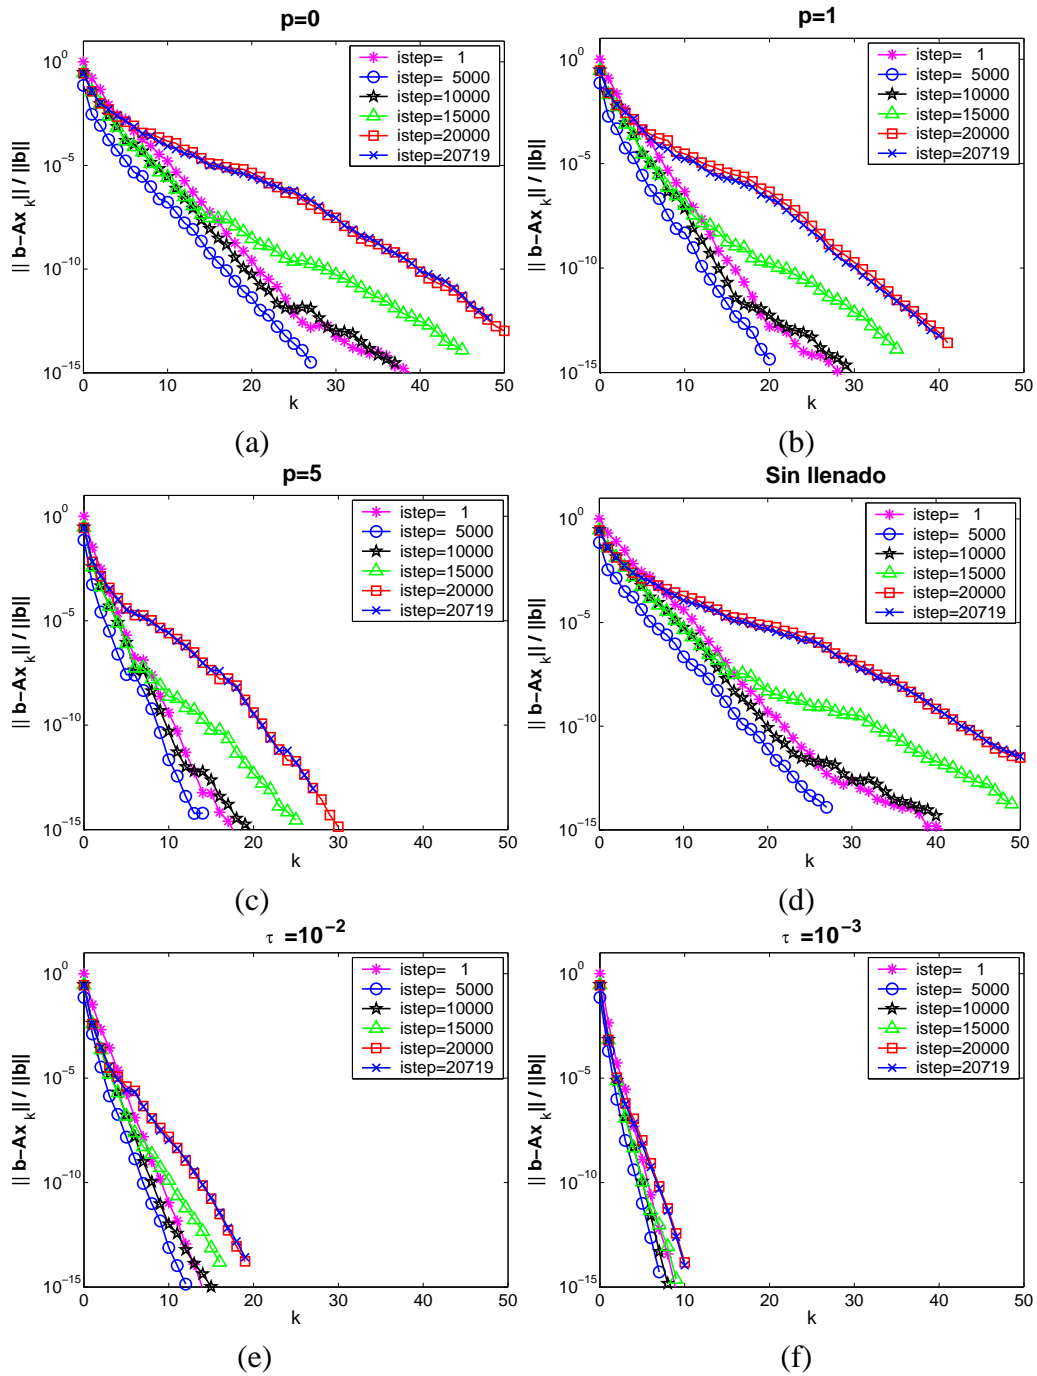 p=0
10^0
10^-5
10^-10
10^-15
|| b-Ax_k|| / ||b||
0 10 20 30 40 50
k
istep= 1
istep= 5000
istep=10000
istep=15000
istep=20000
istep=20719
(a)
p=1
10^0
10^-5
10^-10
10^-15
|| b-Ax_k|| / ||b||
0 10 20 30 40 50
k
istep= 1
istep= 5000
istep=10000
istep=15000
istep=20000
istep=20719
(b)
p=5
10^0
10^-5
10^-10
10^-15
|| b-Ax_k|| / ||b||
0 10 20 30 40 50
k
istep= 1
istep= 5000
istep=10000
istep=15000
istep=20000
istep=20719
(c)
Sin llenado
10^0
10^-5
10^-10
10^-15
|| b-Ax_k|| / ||b||
0 10 20 30 40 50
k
istep= 1
istep= 5000
istep=10000
istep=15000
istep=20000
istep=20719
(d)
τ =10^-2
10^0
10^-5
10^-10
10^-15
|| b-Ax_k|| / ||b||
0 10 20 30 40 50
k
istep= 1
istep= 5000
istep=10000
istep=15000
istep=20000
istep=20719
(e)
τ =10^-3
10^0
10^-5
10^-10
10^-15
|| b-Ax_k|| / ||b||
0 10 20 30 40 50
k
istep= 1
istep= 5000
istep=10000
istep=15000
istep=20000
istep=20719
(f)